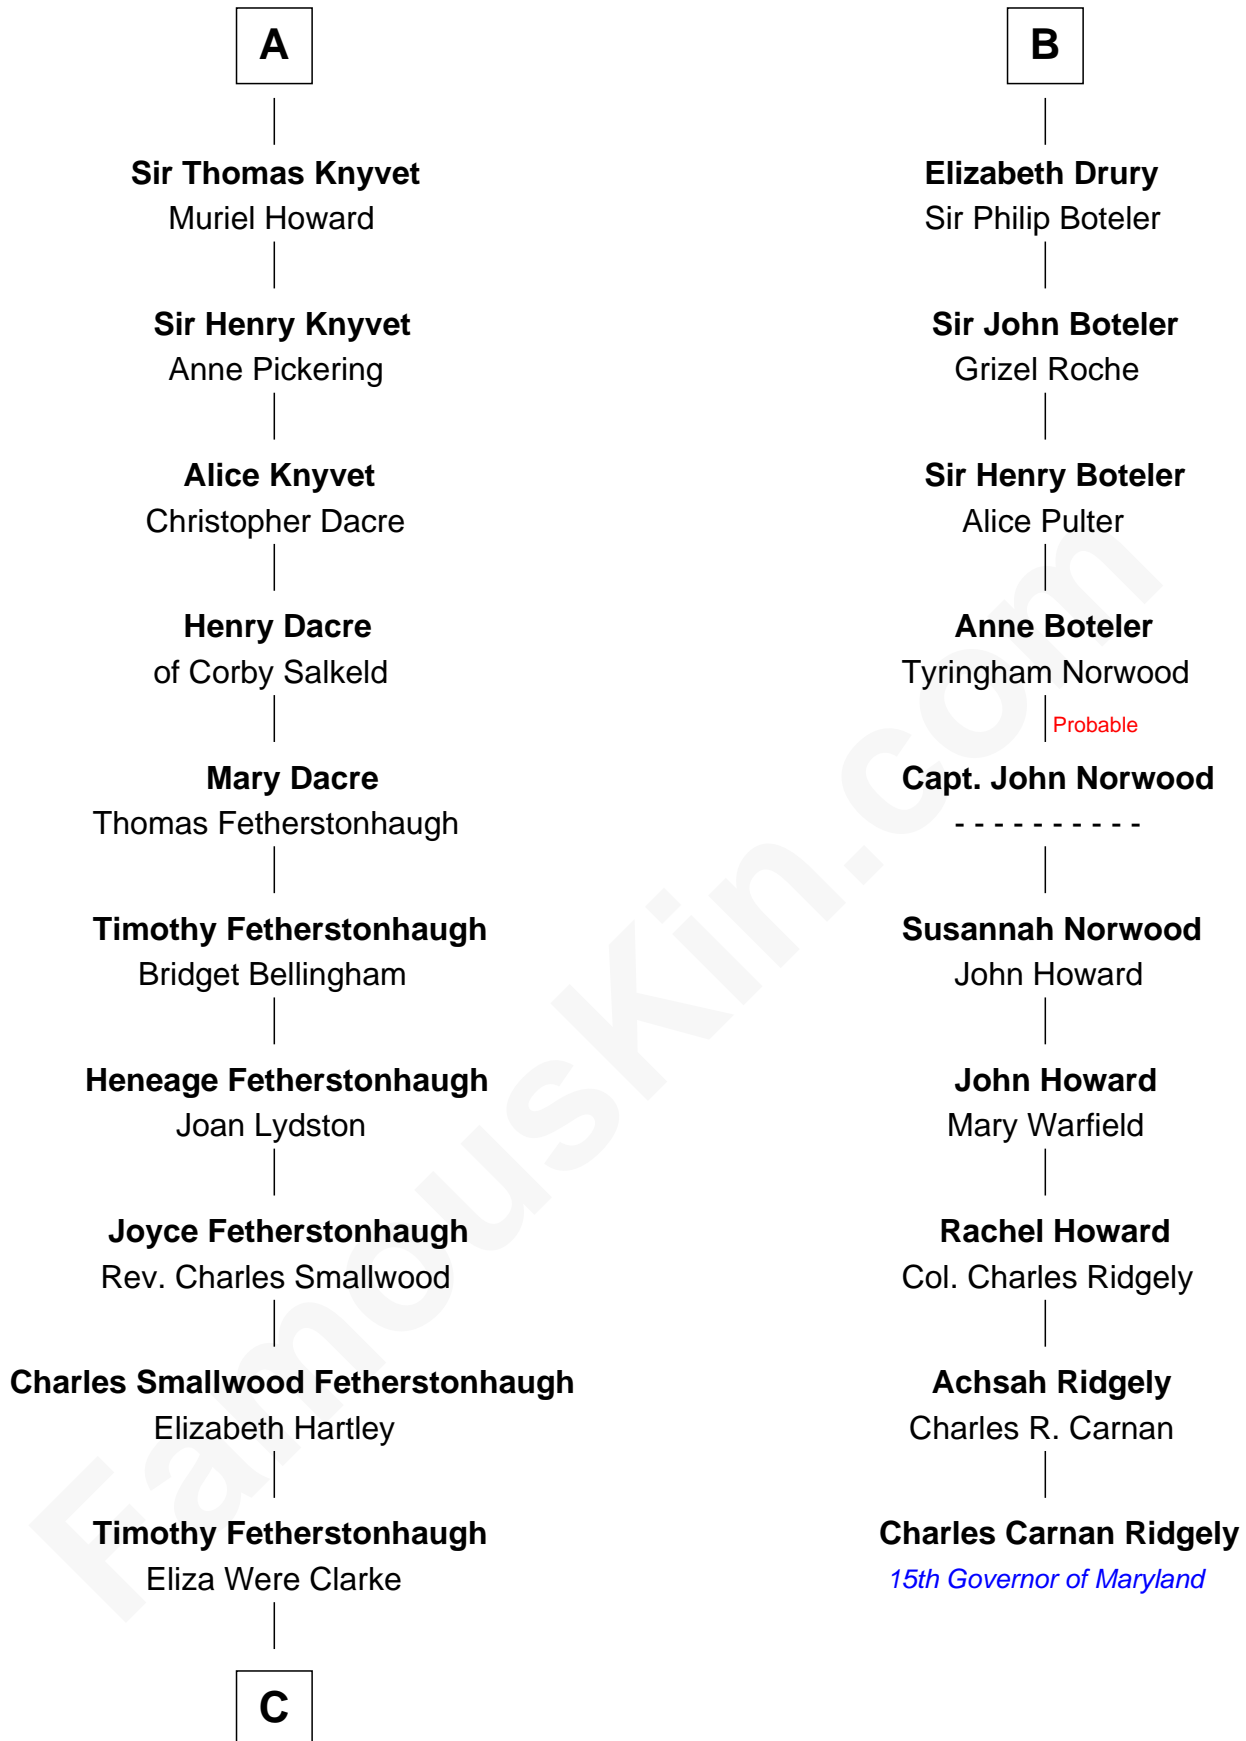 A
Sir Thomas Knyvet
Muriel Howard
Sir Henry Knyvet
Anne Pickering
Alice Knyvet
Christopher Dacre
Henry Dacre
of Corby Salkeld
Mary Dacre
Thomas Fetherstonhaugh
Timothy Fetherstonhaugh
Bridget Bellingham
Heneage Fetherstonhaugh
Joan Lydston
Joyce Fetherstonhaugh
Rev. Charles Smallwood
Charles Smallwood Fetherstonhaugh
Elizabeth Hartley
Timothy Fetherstonhaugh
Eliza Were Clarke
C
B
Elizabeth Drury
Sir Philip Boteler
Sir John Boteler
Grizel Roche
Sir Henry Boteler
Alice Pulter
Anne Boteler
Tyringham Norwood
Probable
Capt. John Norwood
- - - - - - - - - -
Susannah Norwood
John Howard
John Howard
Mary Warfield
Rachel Howard
Col. Charles Ridgely
Achsah Ridgely
Charles R. Carnan
Charles Carnan Ridgely
15th Governor of Maryland
FamousKin.com